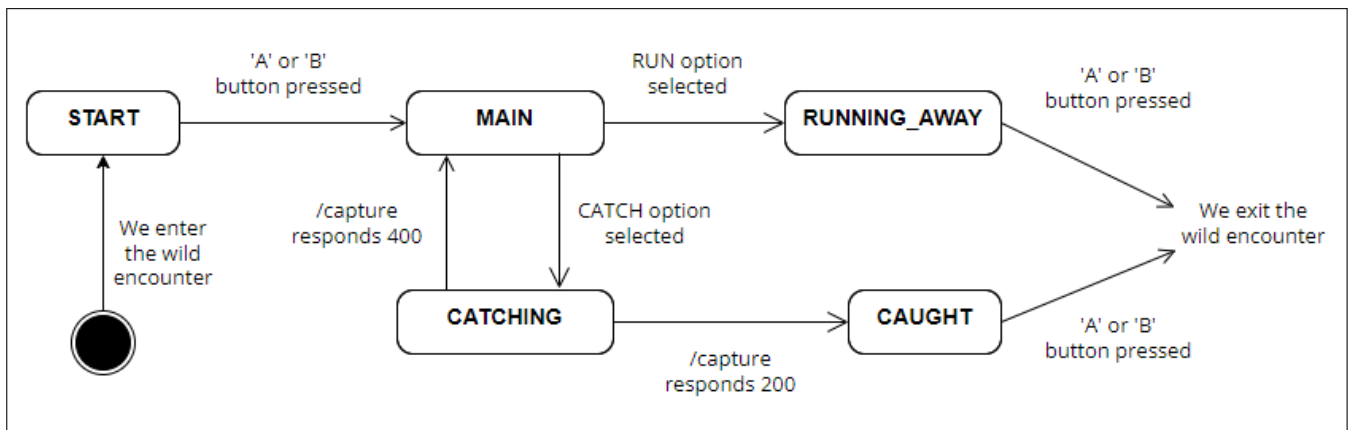 'A' or 'B'
button pressed
RUN option
selected
'A' or 'B'
button pressed
START
MAIN
RUNNING_AWAY
We enter
the wild
encounter
/capture
responds 400
CATCH option
selected
We exit the
wild encounter
CATCHING
CAUGHT
/capture
responds 200
'A' or 'B'
button pressed